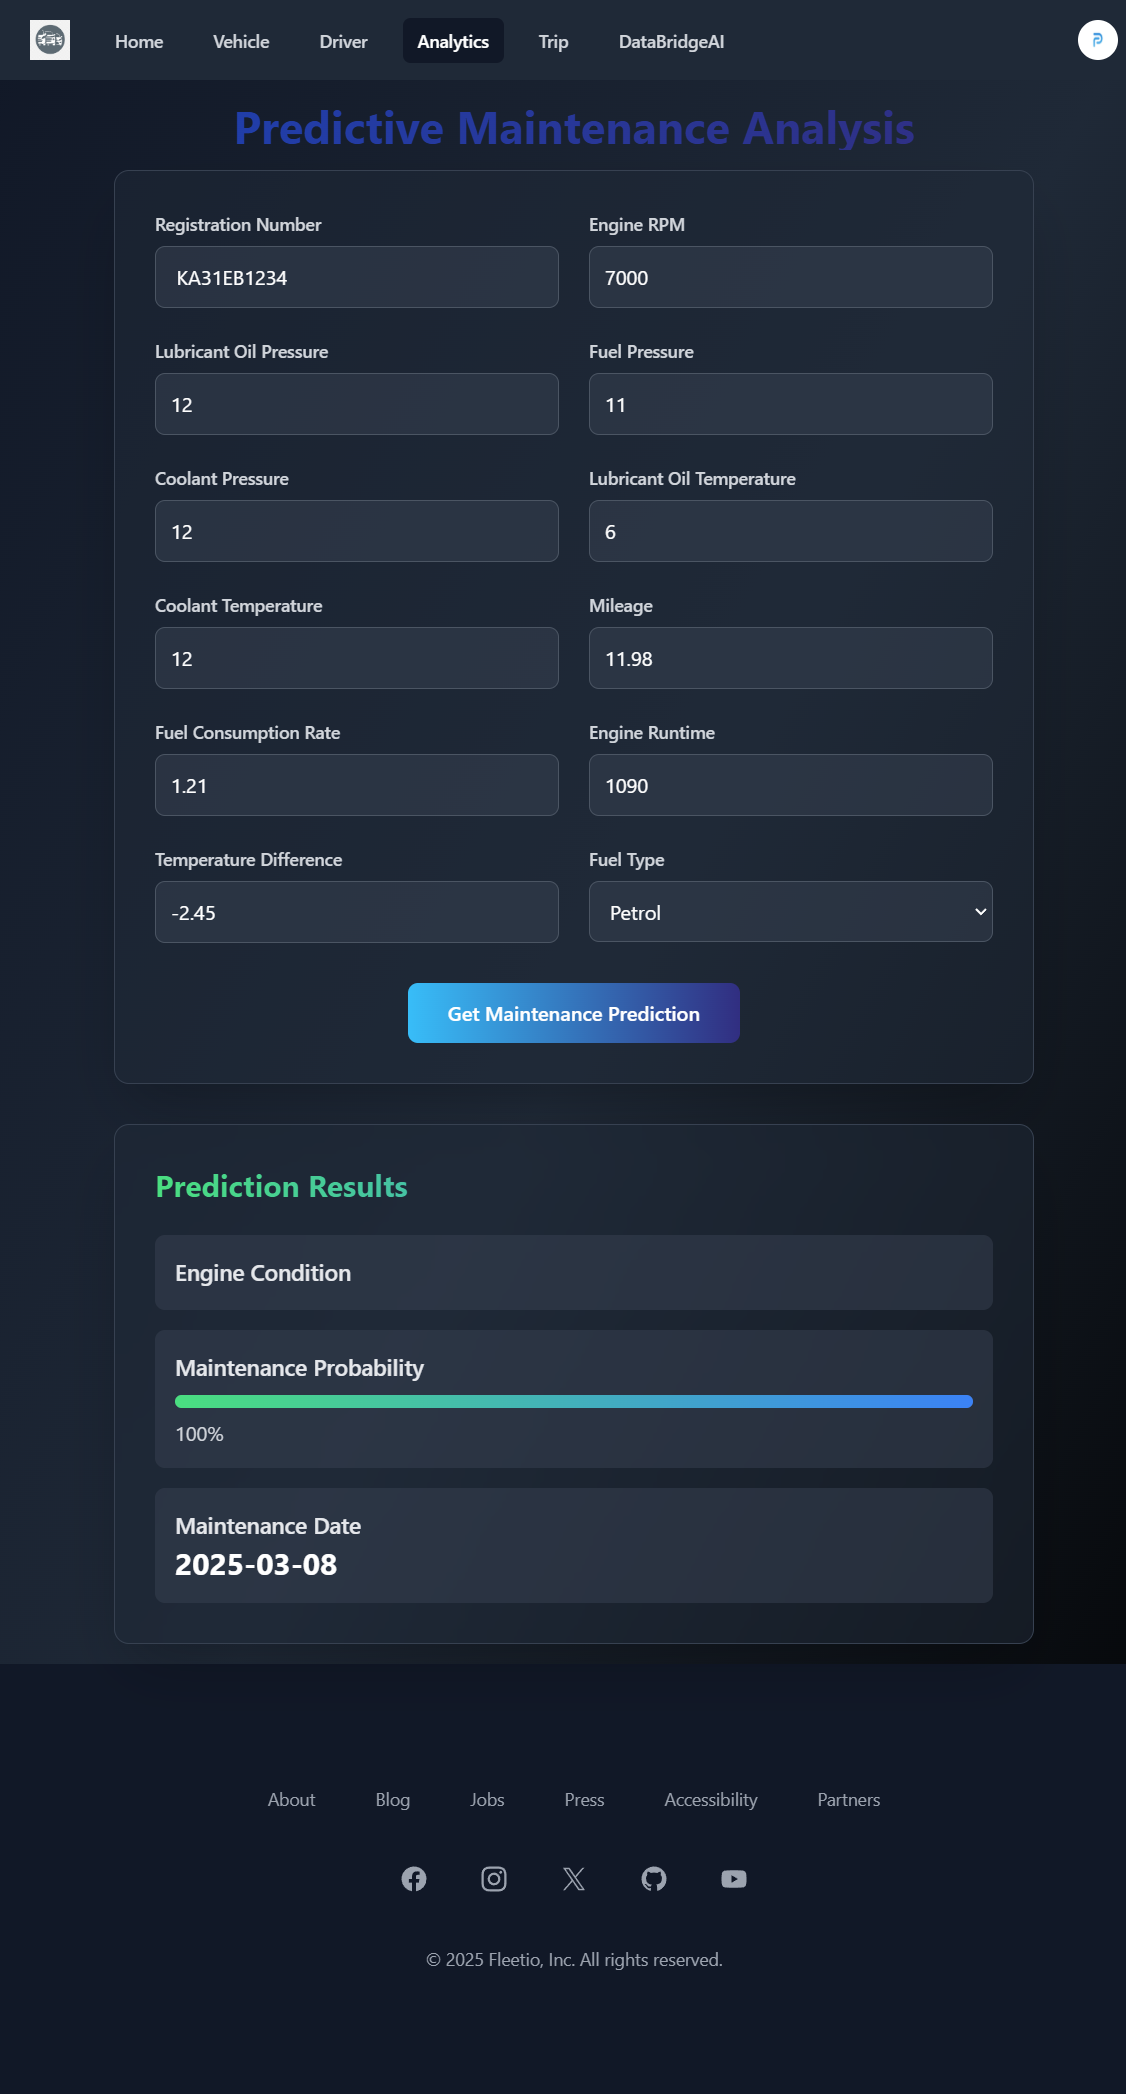 Home Vehicle Driver Analytics Trip DataBridgeAI
Predictive Maintenance Analysis
Registration Number
KA31EB1234
Engine RPM
7000
Lubricant Oil Pressure
12
Fuel Pressure
11
Coolant Pressure
12
Lubricant Oil Temperature
6
Coolant Temperature
12
Mileage
11.98
Fuel Consumption Rate
1.21
Engine Runtime
1090
Temperature Difference
-2.45
Fuel Type
Petrol
Get Maintenance Prediction
Prediction Results
Engine Condition
Maintenance Probability
100%
Maintenance Date
2025-03-08
About Blog Jobs Press Accessibility Partners
© 2025 Fleetio, Inc. All rights reserved.